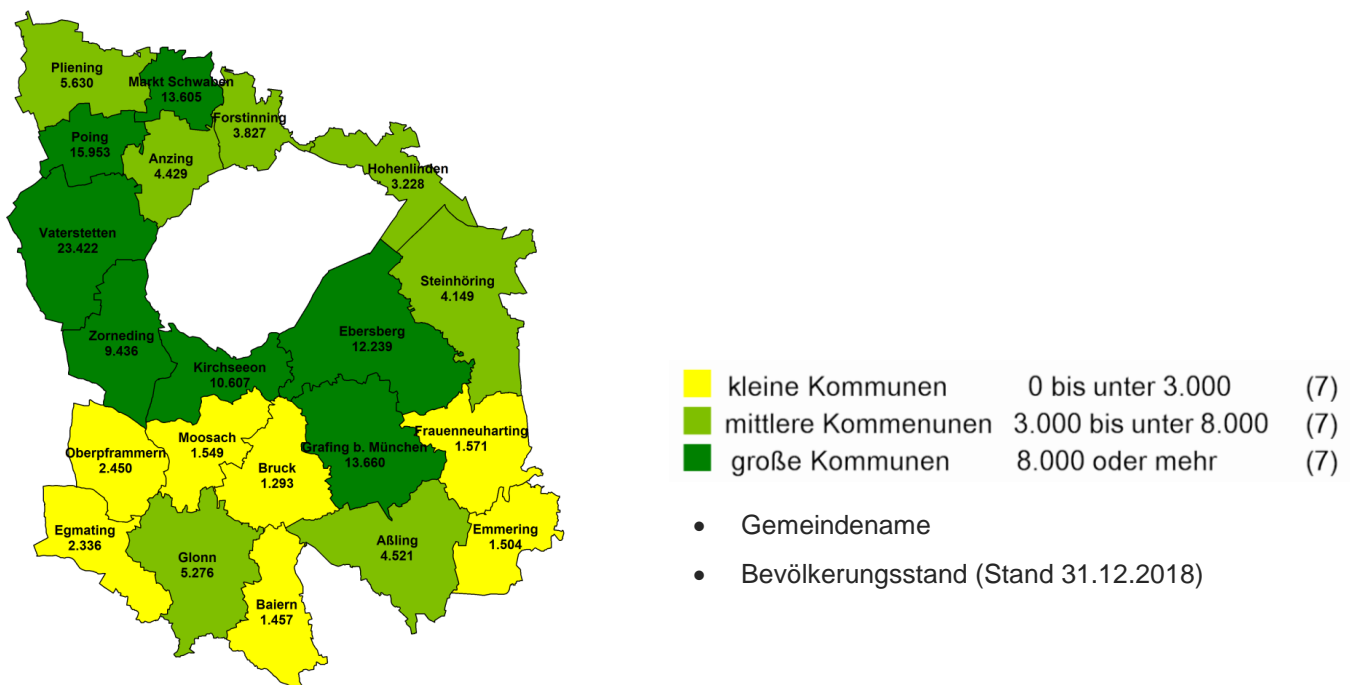 Pliening
5.630
Markt Schwaben
13.605
Forstinning
3.827
Poing
15.953
Anzing
4.429
Hohenlinden
3.228
Vaterstetten
23.422
Steinhöring
4.149
Zorneding
9.436
Ebersberg
12.239
Kirchseeon
10.607
Oberpframmern
2.450
Moosach
1.549
Bruck
1.293
Grafing b. München
13.660
Frauenneuharting
1.571
Egmating
2.336
Glonn
5.276
Aßling
4.521
Emmering
1.504
Baiern
1.457
kleine Kommunen 0 bis unter 3.000 (7)
mittlere Kommenunen 3.000 bis unter 8.000 (7)
große Kommunen 8.000 oder mehr (7)
• Gemeindename
• Bevölkerungsstand (Stand 31.12.2018)